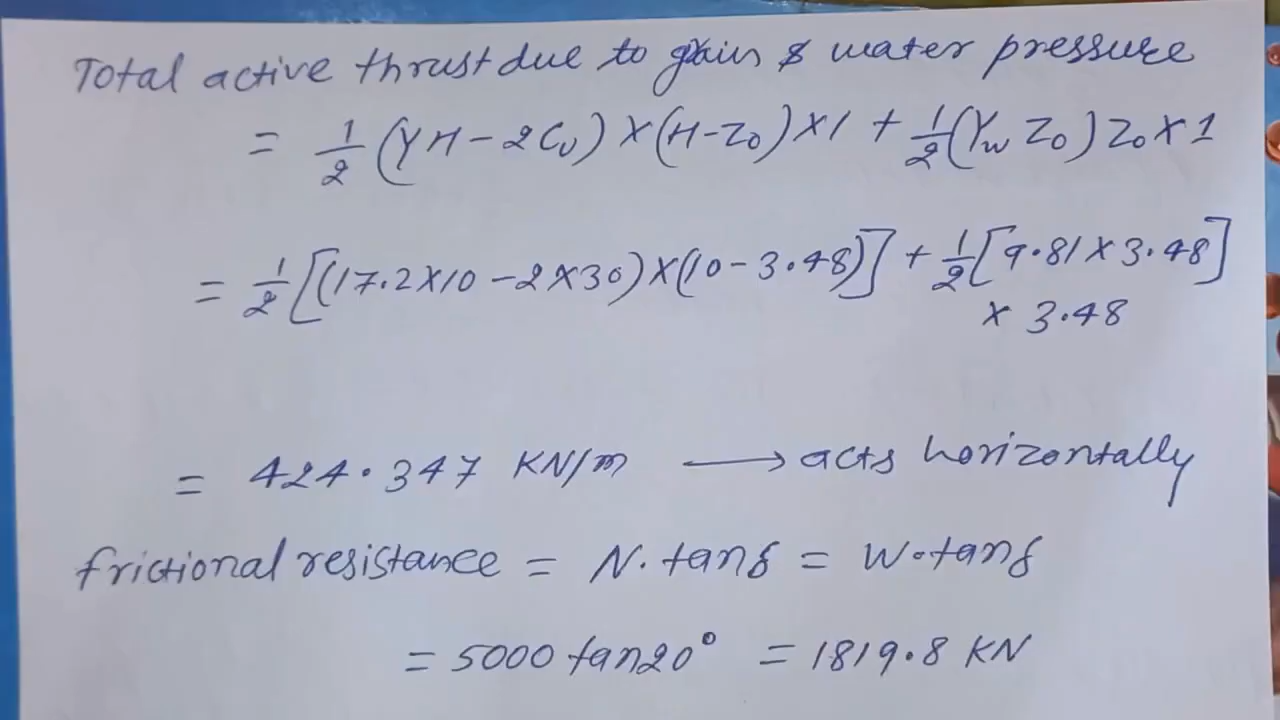 Total active thrust due to grain & water pressure
= 1/2 (γH - 2Cu) × (H-Z0) × 1 + 1/2 (γw Z0) Z0 × 1
= 1/2 [(17.2×10 - 2×30) × (10 - 3.48)] + 1/2 [9.81 × 3.48]
× 3.48
= 424.347 KN/m → acts horizontally
frictional resistance = N. tanδ = W. tanδ
= 5000 tan20° = 1819.8 KN